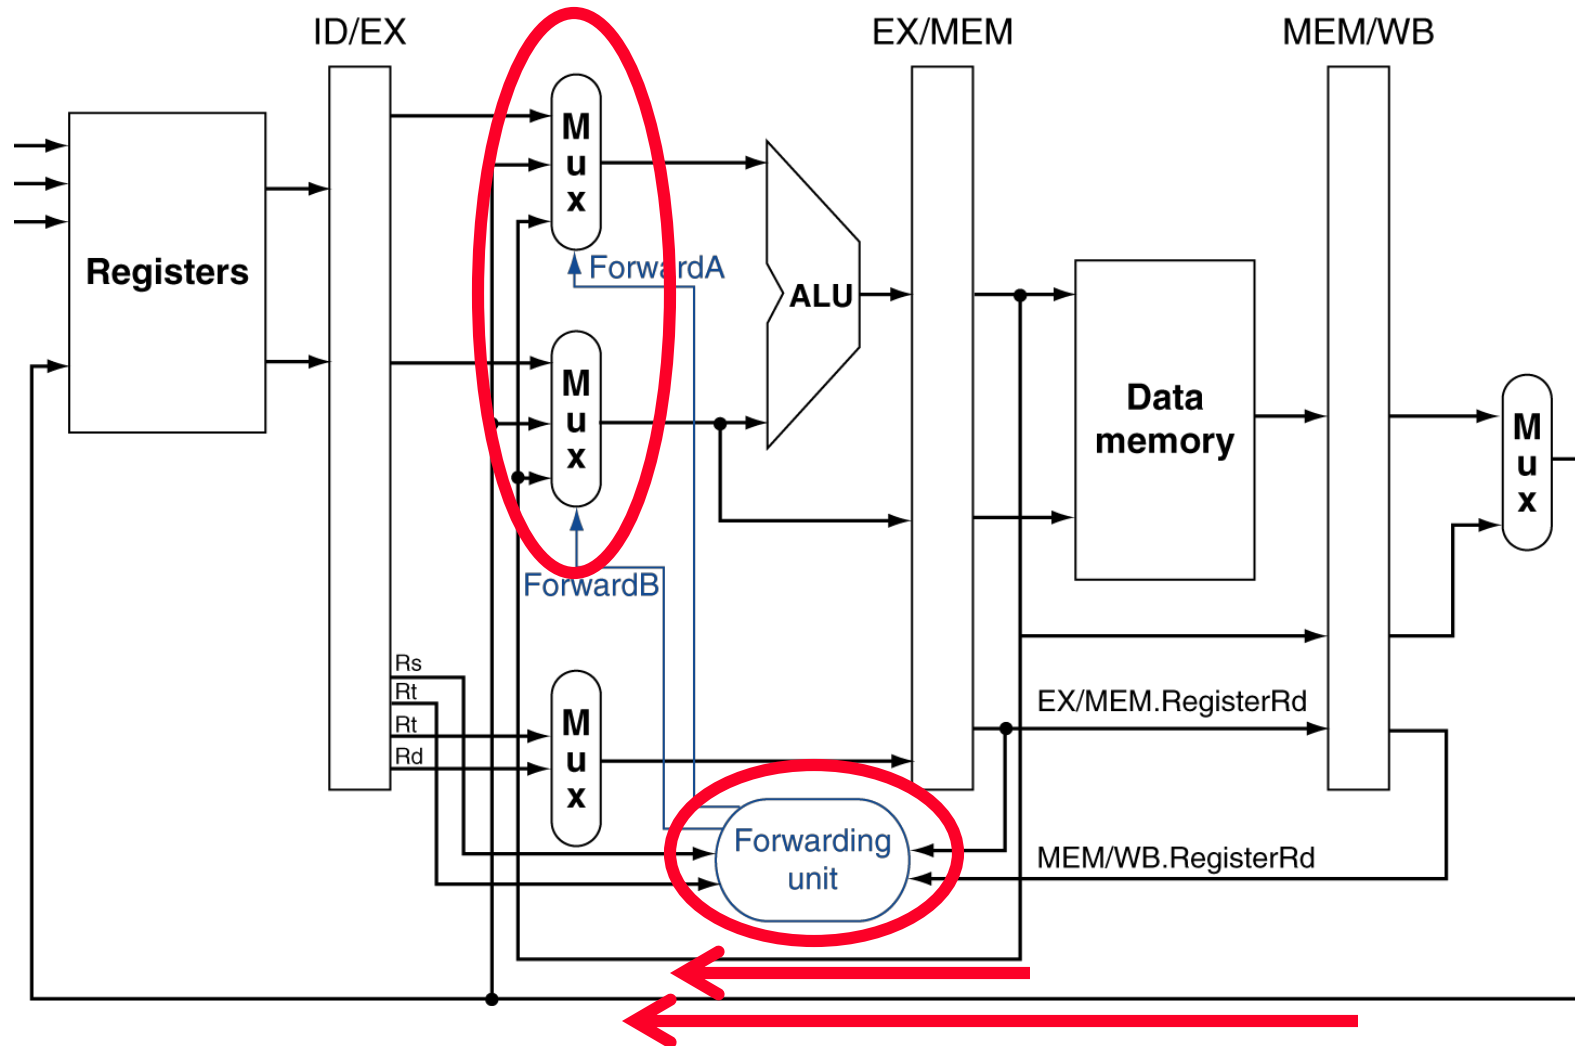 ID/EX
EX/MEM
MEM/WB
M
u
x
Registers
ForwardA
ALU
M
u
x
Data
memory
M
u
x
ForwardB
Rs
Rt
Rt
Rd
M
u
x
EX/MEM.RegisterRd
Forwarding
unit
MEM/WB.RegisterRd